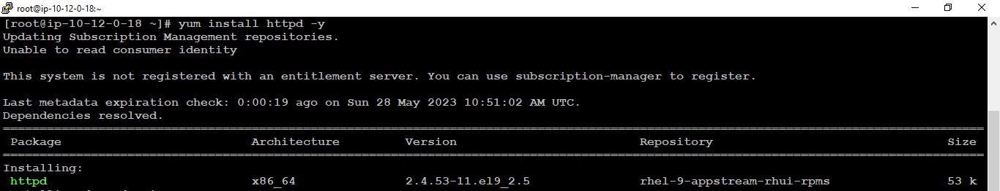 root@ip-10-12-0-18:~
[root@ip-10-12-0-18 ~]# yum install httpd -y
Updating Subscription Management repositories.
Unable to read consumer identity
This system is not registered with an entitlement server. You can use subscription-manager to register.
Last metadata expiration check: 0:00:19 ago on Sun 28 May 2023 10:51:02 AM UTC.
Dependencies resolved.
Package Architecture Version Repository Size
Installing:
httpd x86_64 2.4.53-11.el9_2.5 rhel-9-appstream-rhui-rpms 53 k